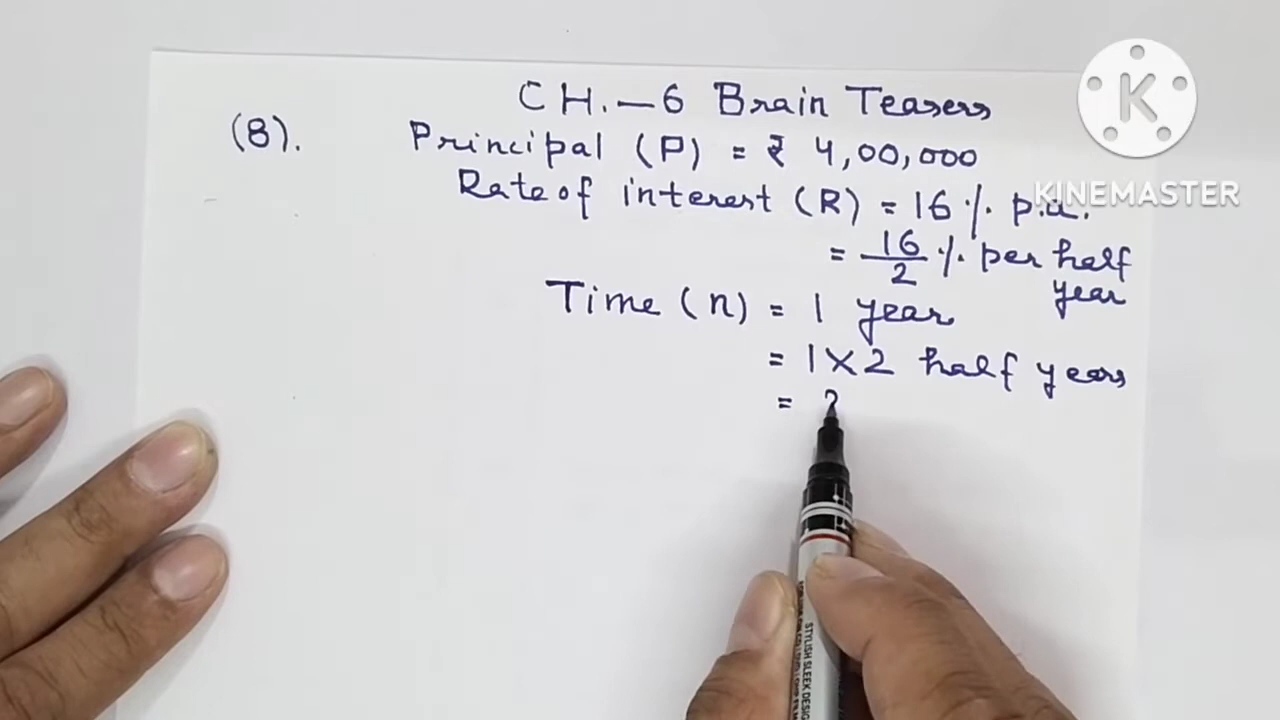 CH.—6 Brain Teasers
(8). Principal (P) = ₹ 4,00,000
Rate of interest (R) = 16 % p.a.
= 16/2 % per half year
Time (n) = 1 year
= 1 × 2 half years
= 2
K
KINEMASTER